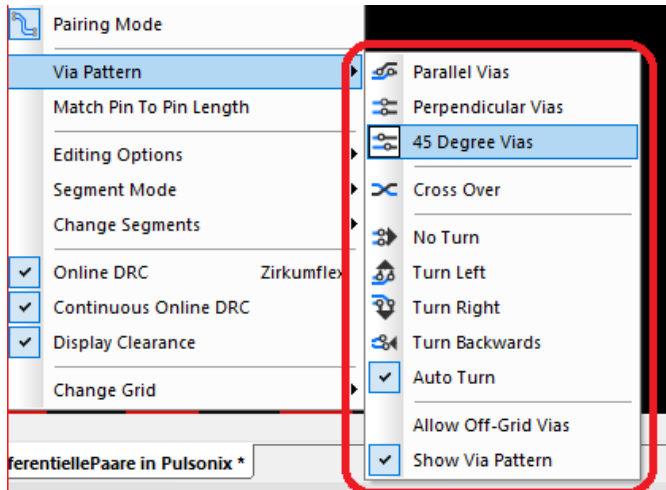 Pairing Mode
Via Pattern
Match Pin To Pin Length
Editing Options
Segment Mode
Change Segments
Online DRC Zirkumflex
Continuous Online DRC
Display Clearance
Change Grid
ferentiellePaare in Pulsonix *
Parallel Vias
Perpendicular Vias
45 Degree Vias
Cross Over
No Turn
Turn Left
Turn Right
Turn Backwards
Auto Turn
Allow Off-Grid Vias
Show Via Pattern